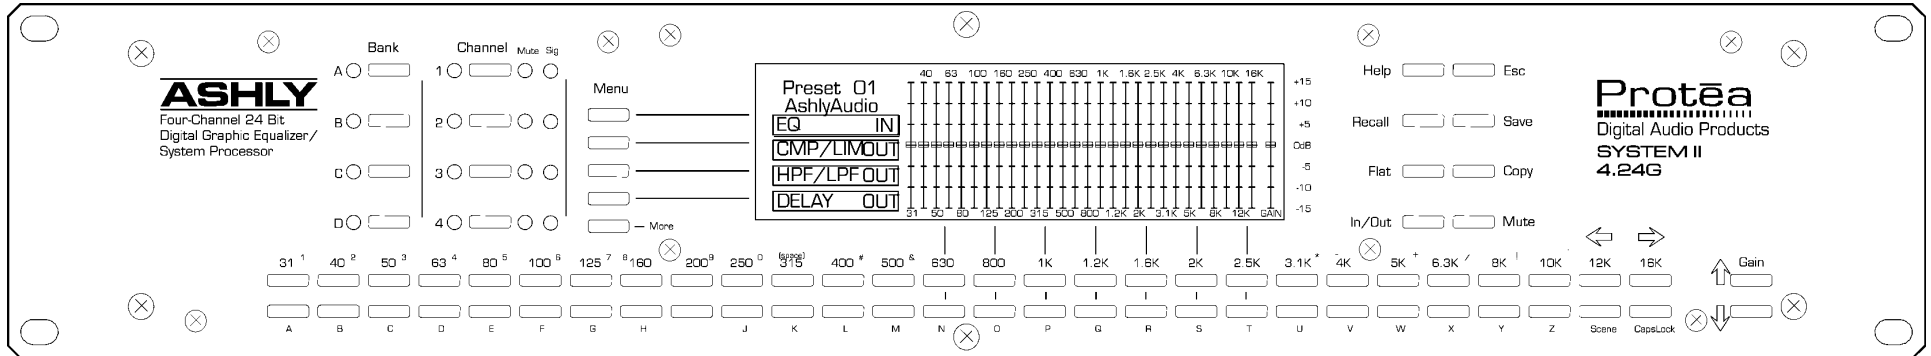 ASHLY
Four-Channel 24 Bit
Digital Graphic Equalizer/
System Processor
Bank
A
B
C
D
Channel Mute Sig
1
2
3
4
Menu
More
Preset 01
AshlyAudio
EQ IN
CMP/LIM OUT
HPF/LPF OUT
DELAY OUT
40 63 100 160 250 400 630 1K 1.6K 2.5K 4K 6.3K 10K 16K
31 50 80 125 200 315 500 800 1.2K 2K 3.1K 5K 8K 12K GAIN
+15
+10
+5
0dB
-5
-10
-15
Help Esc
Recall Save
Flat Copy
In/Out Mute
Protēa
Digital Audio Products
SYSTEM II
4.24G
31 1 40 2 50 3 63 4 80 5 100 6 125 7 160 8 200 9 250 0 315 (space) 400 # 500 & 630 800 1K 1.2K 1.6K 2K 2.5K 3.1K * 4K - 5K + 6.3K / 8K | 10K 12K 16K Gain
A B C D E F G H J K L M N O P Q R S T U V W X Y Z Scene CapsLock